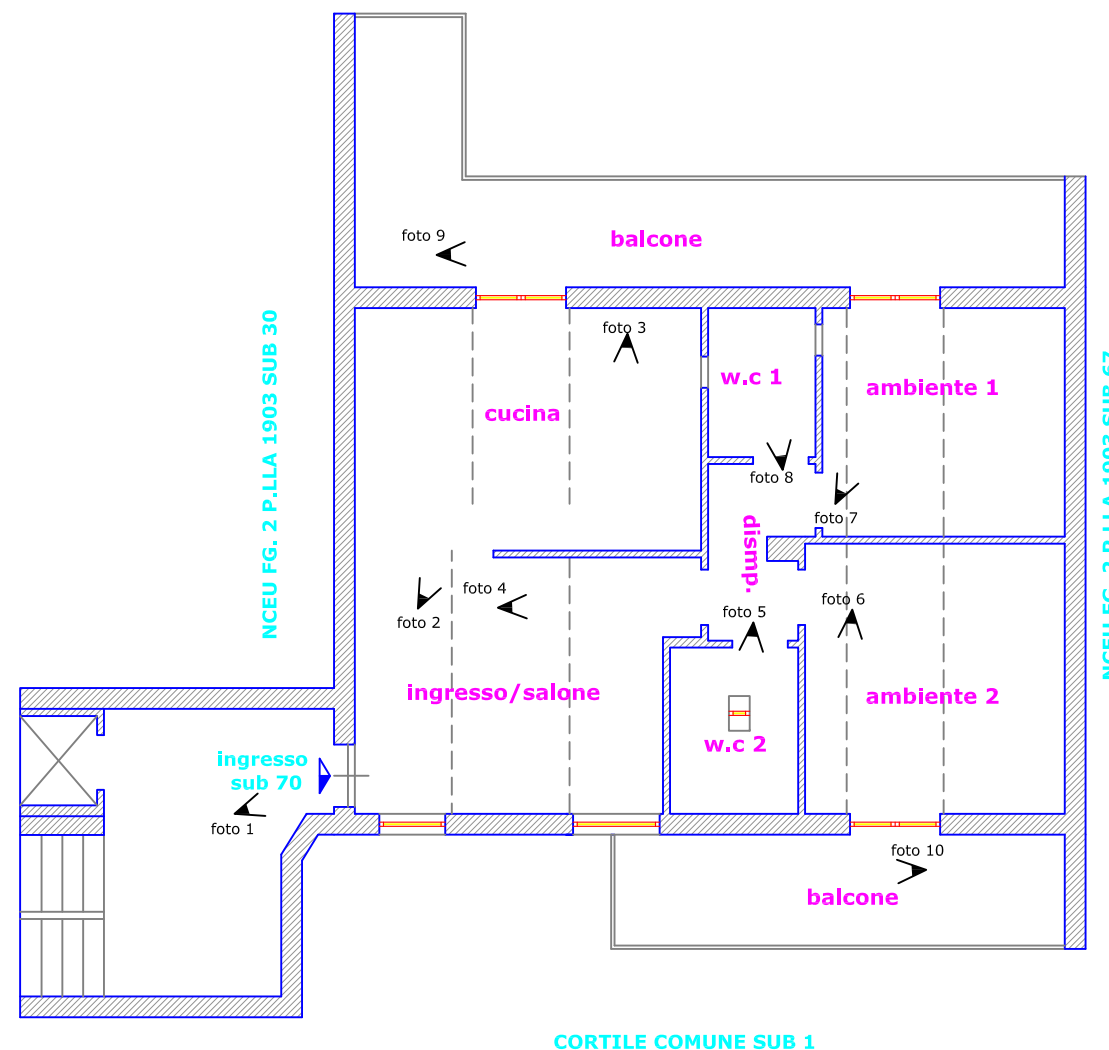 foto 9
balcone
foto 3
w.c 1
ambiente 1
cucina
NCEU FG. 2 P.LLA 1903 SUB 30
foto 8
foto 7
disimp.
foto 4
foto 2
foto 5
foto 6
ingresso/salone
ambiente 2
w.c 2
ingresso
sub 70
foto 1
foto 10
balcone
CORTILE COMUNE SUB 1